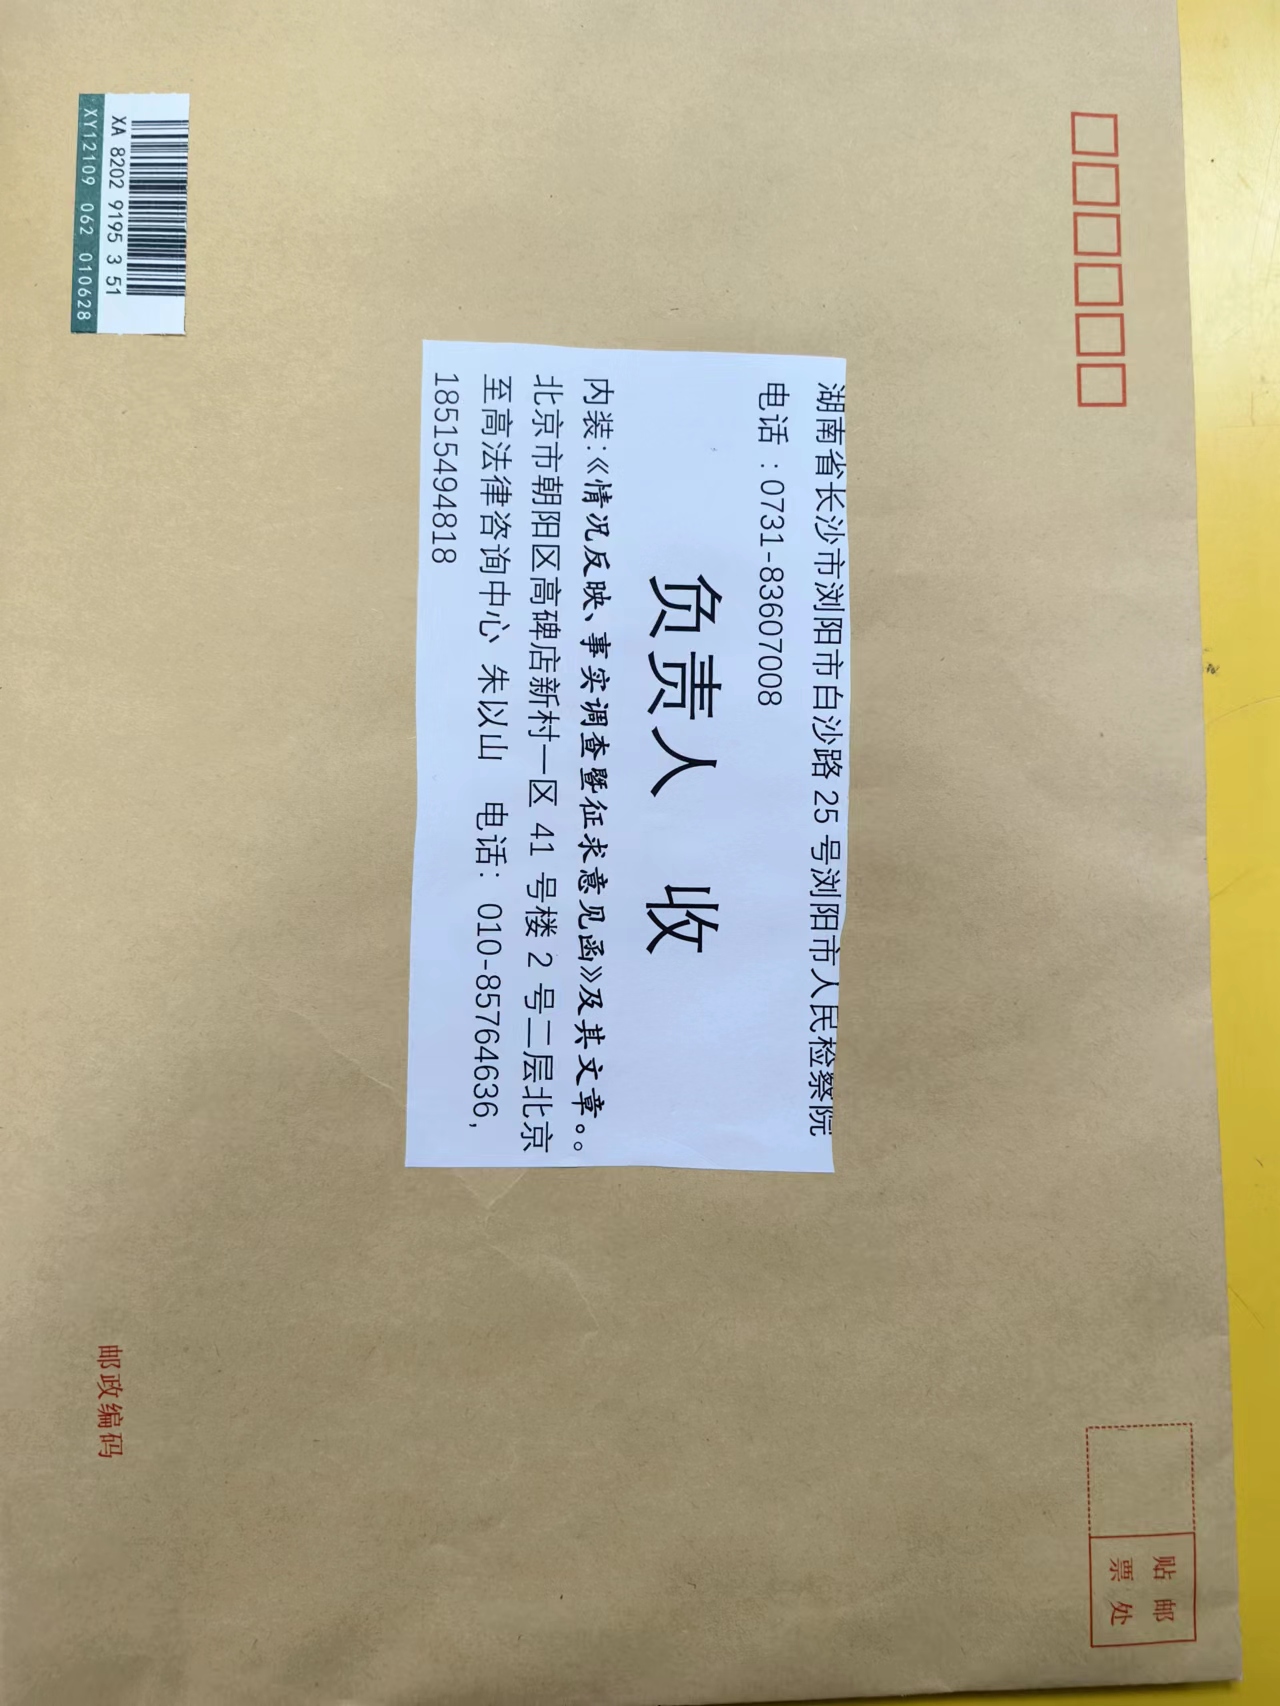 XA 8202 9195 3 51
XY12109 062 010628
湖南省长沙市浏阳市白沙路 25 号浏阳市人民检察院
电话：0731-83607008
负责人 收
内装：《情况反映、事实调查暨征求意见函》及其文章。。
北京市朝阳区高碑店新村一区 41 号楼 2 号二层北京
至高法律咨询中心 朱以山 电话：010-85764636,
18515494818
贴邮
票处
邮政编码